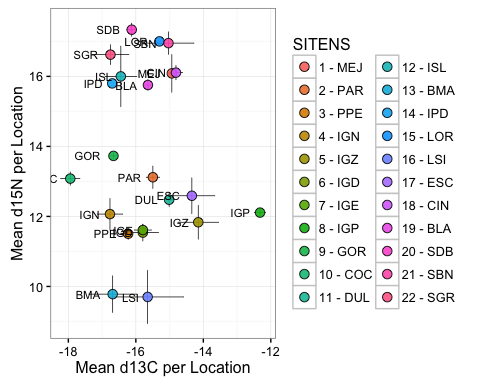 SITENS
1 - MEJ
2 - PAR
3 - PPE
4 - IGN
5 - IGZ
6 - IGD
7 - IGE
8 - IGP
9 - GOR
10 - COC
11 - DUL
12 - ISL
13 - BMA
14 - IPD
15 - LOR
16 - LSI
17 - ESC
18 - CIN
19 - BLA
20 - SDB
21 - SBN
22 - SGR
Mean d15N per Location
16
14
12
10
SDB
LOR
SBN
SGR
ISL
MEJ
CIN
IPD
BLA
GOR
C
PAR
DUL
ESC
IGN
IGZ
IGP
PPE
IGE
BMA
LSI
-18
-16
-14
-12
Mean d13C per Location